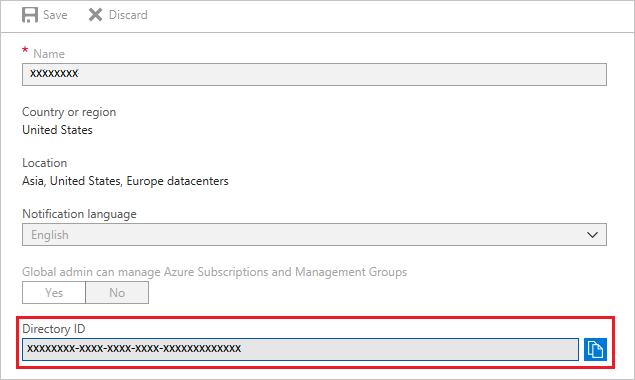 Save Discard
* Name
XXXXXXXX
Country or region
United States
Location
Asia, United States, Europe datacenters
Notification language
English
Global admin can manage Azure Subscriptions and Management Groups
Yes No
Directory ID
XXXXXXXX-XXXX-XXXX-XXXX-XXXXXXXXXXXXX